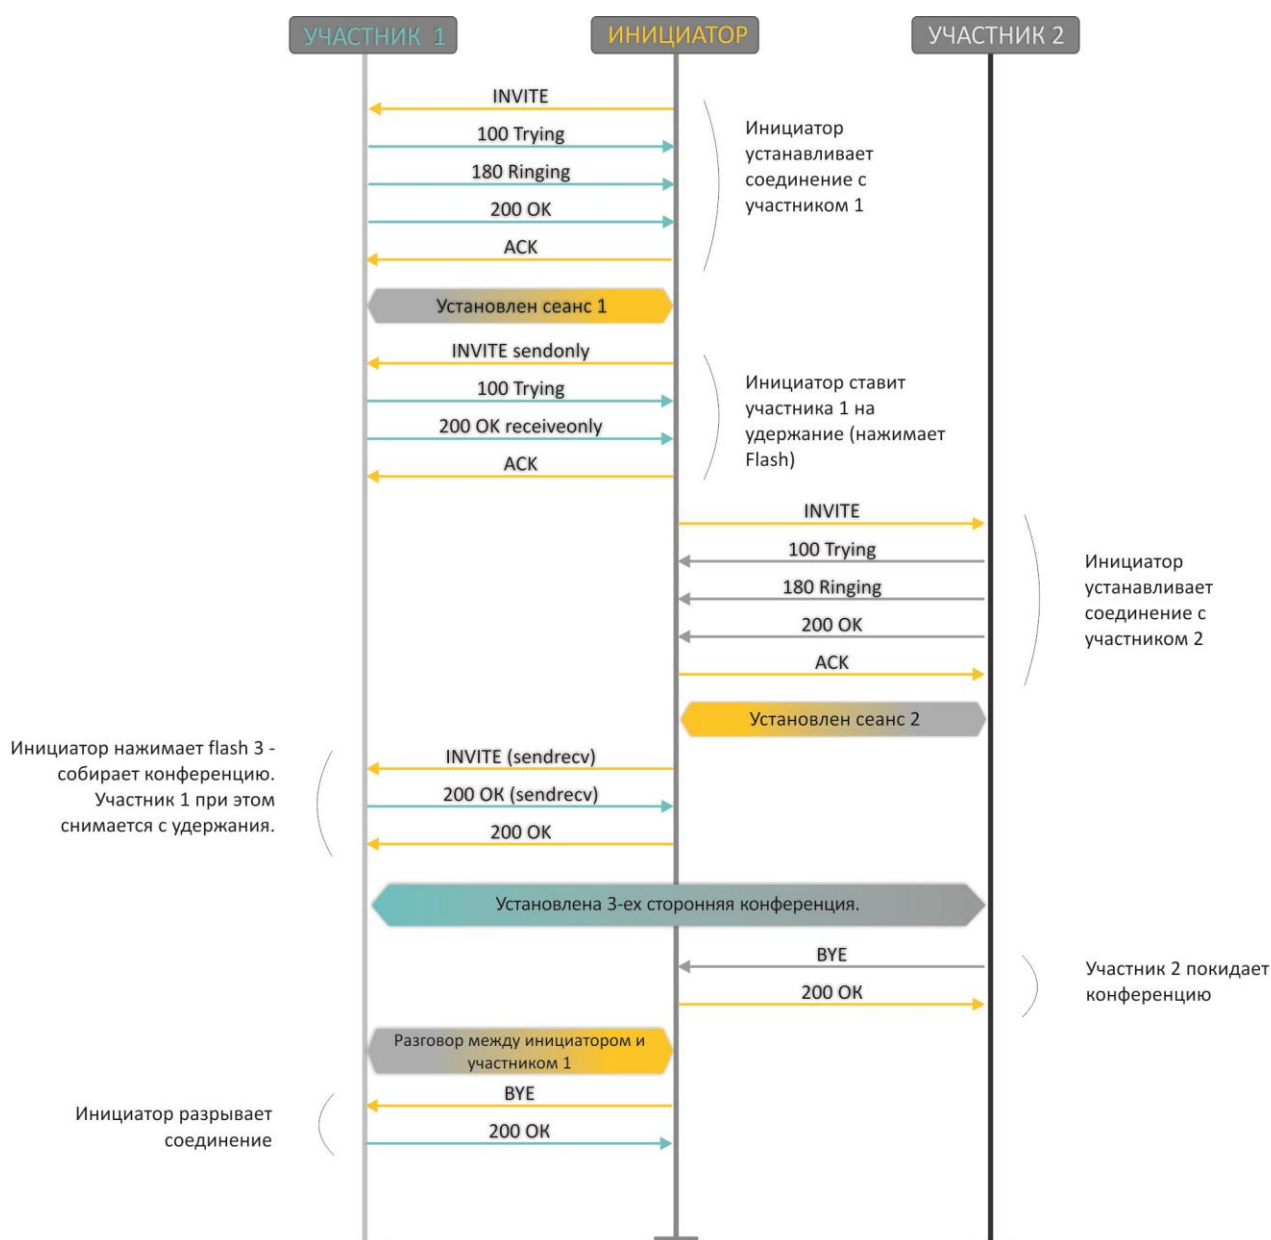 УЧАСТНИК 1
ИНИЦИАТОР
УЧАСТНИК 2
INVITE
100 Trying
180 Ringing
200 OK
ACK
Инициатор
устанавливает
соединение с
участником 1
Установлен сеанс 1
INVITE sendonly
100 Trying
200 OK receiveonly
ACK
Инициатор ставит
участника 1 на
удержание (нажимает
Flash)
INVITE
100 Trying
180 Ringing
200 OK
ACK
Инициатор
устанавливает
соединение с
участником 2
Установлен сеанс 2
Инициатор нажимает flash 3 -
собирает конференцию.
Участник 1 при этом
снимается с удержания.
INVITE (sendrecv)
200 OK (sendrecv)
200 OK
Установлена 3-ех сторонняя конференция.
BYE
200 OK
Участник 2 покидает
конференцию
Разговор между инициатором и
участником 1
BYE
200 OK
Инициатор разрывает
соединение